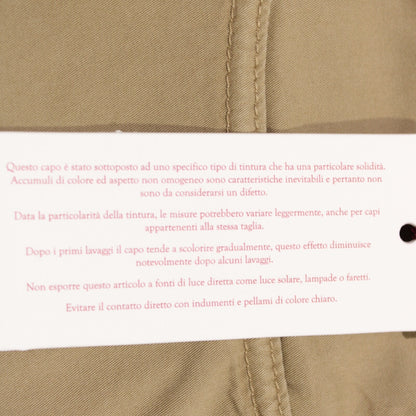 Questo capo è stato sottoposto ad uno specifico tipo di tintura che ha una particolare solidità.
Accumuli di colore ed aspetto non omogeneo sono caratteristiche inevitabili e pertanto non
sono da considerarsi un difetto.
Data la particolarità della tintura, le misure potrebbero variare leggermente, anche per capi
appartenenti alla stessa taglia.
Dopo i primi lavaggi il capo tende a scolorire gradualmente, questo effetto diminuisce
notevolmente dopo alcuni lavaggi.
Non esporre questo articolo a fonti di luce diretta come luce solare, lampade o faretti.
Evitare il contatto diretto con indumenti e pellami di colore chiaro.